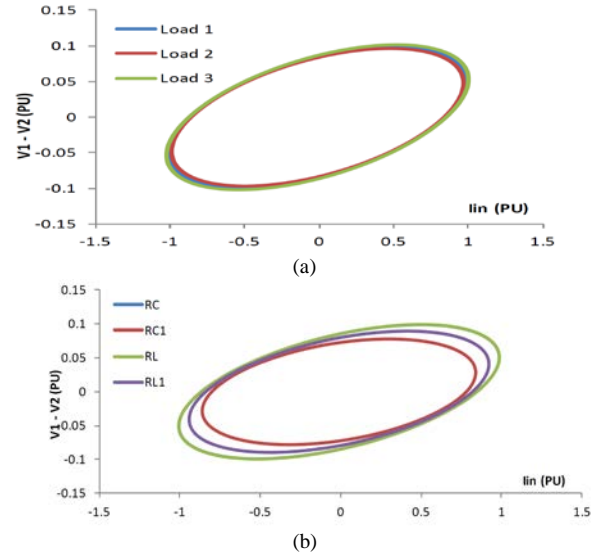 0.15
0.1
0.05
0
-0.05
-0.1
-0.15
V1 - V2 (PU)
Load 1
Load 2
Load 3
Iin (PU)
-1.5 -1 -0.5 0 0.5 1 1.5
(a)
0.15
0.1
0.05
0
-0.05
-0.1
-0.15
V1 - V2 (PU)
RC
RC1
RL
RL1
Iin (PU)
-1.5 -1 -0.5 0 0.5 1 1.5
(b)